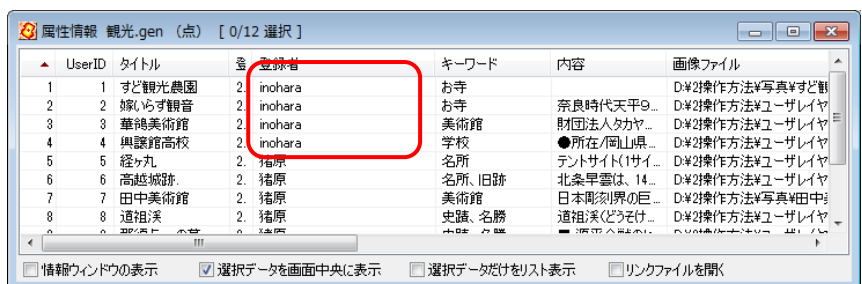 属性情報 観光.gen （点） [ 0/12 選択 ]
UserID タイトル 登録者 キーワード 内容 画像ファイル
1 1 すど観光農園 2. inohara お寺 D:¥2操作方法¥写真¥すど観
2 2 嫁いらず観音 2. inohara お寺 奈良時代天平9... D:¥2操作方法¥ユーザレイヤ
3 3 華鴒美術館 2. inohara 美術館 財団法人タカヤ... D:¥2操作方法¥ユーザレイヤ
4 4 興譲館高校 2. inohara 学校 ●所在/岡山県... D:¥2操作方法¥ユーザレイヤ
5 5 経ヶ丸 2. 猪原 名所 テントサイト(1サイ... D:¥2操作方法¥ユーザレイヤ
6 6 高越城跡. 2. 猪原 名所、旧跡 北条早雲は、14... D:¥2操作方法¥ユーザレイヤ
7 7 田中美術館 2. 猪原 美術館 日本彫刻界の巨... D:¥2操作方法¥写真¥田中美
8 8 道祖渓 2. 猪原 史蹟、名勝 道祖渓(どうそけ... D:¥2操作方法¥ユーザレイヤ
情報ウィンドウの表示 選択データを画面中央に表示 選択データだけをリスト表示 リンクファイルを開く